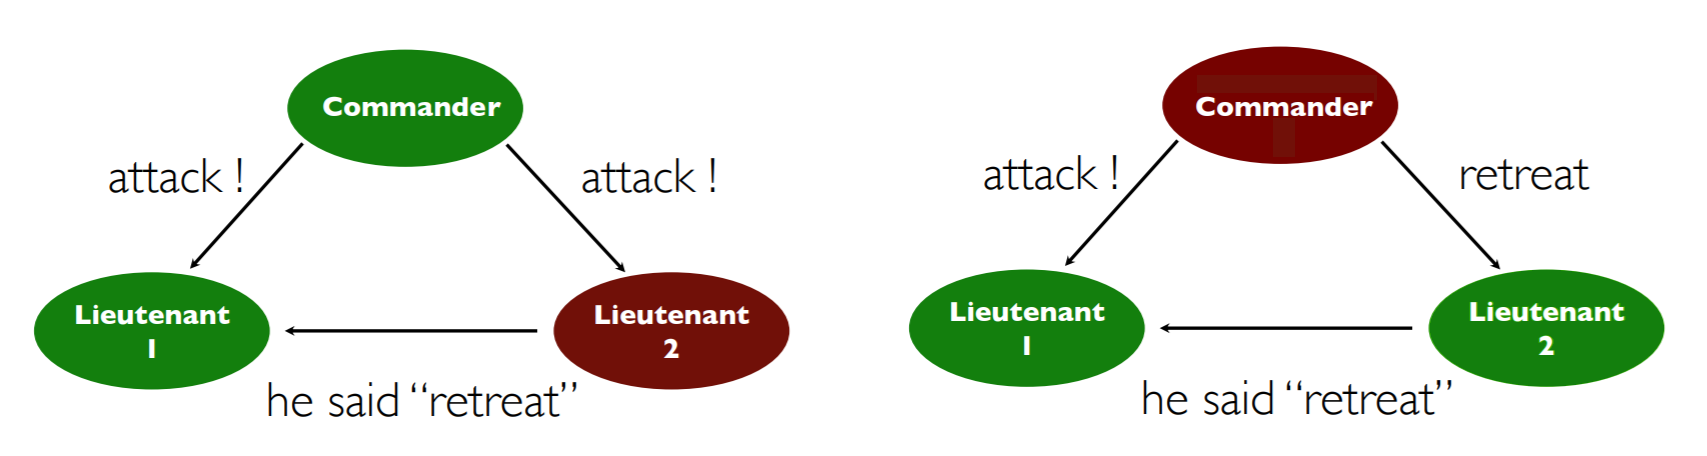 Commander
attack !
attack !
Lieutenant
1
Lieutenant
2
he said “retreat”
Commander
attack !
retreat
Lieutenant
1
Lieutenant
2
he said “retreat”